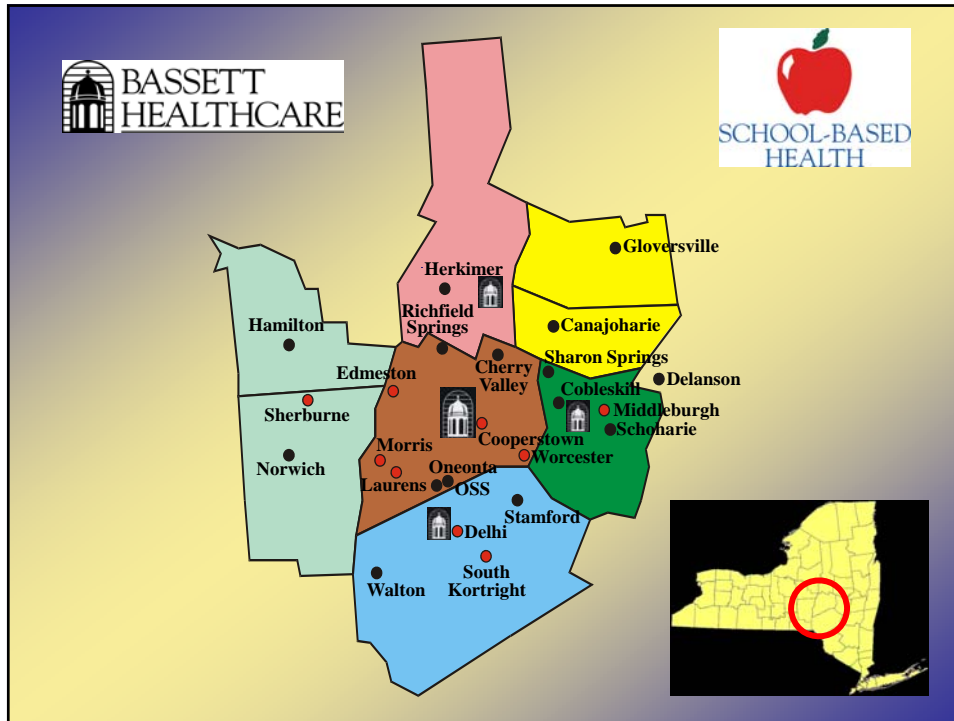 BASSETT
HEALTHCARE
SCHOOL-BASED
HEALTH
Gloversville
Herkimer
Richfield
Springs
Canajoharie
Hamilton
Sharon Springs
Cherry
Valley
Edmeston
Delanson
Cobleskill
Sherburne
Middleburgh
Schoharie
Cooperstown
Morris
Worcester
Norwich
Oneonta
Laurens
OSS
Stamford
Delhi
South
Kortright
Walton